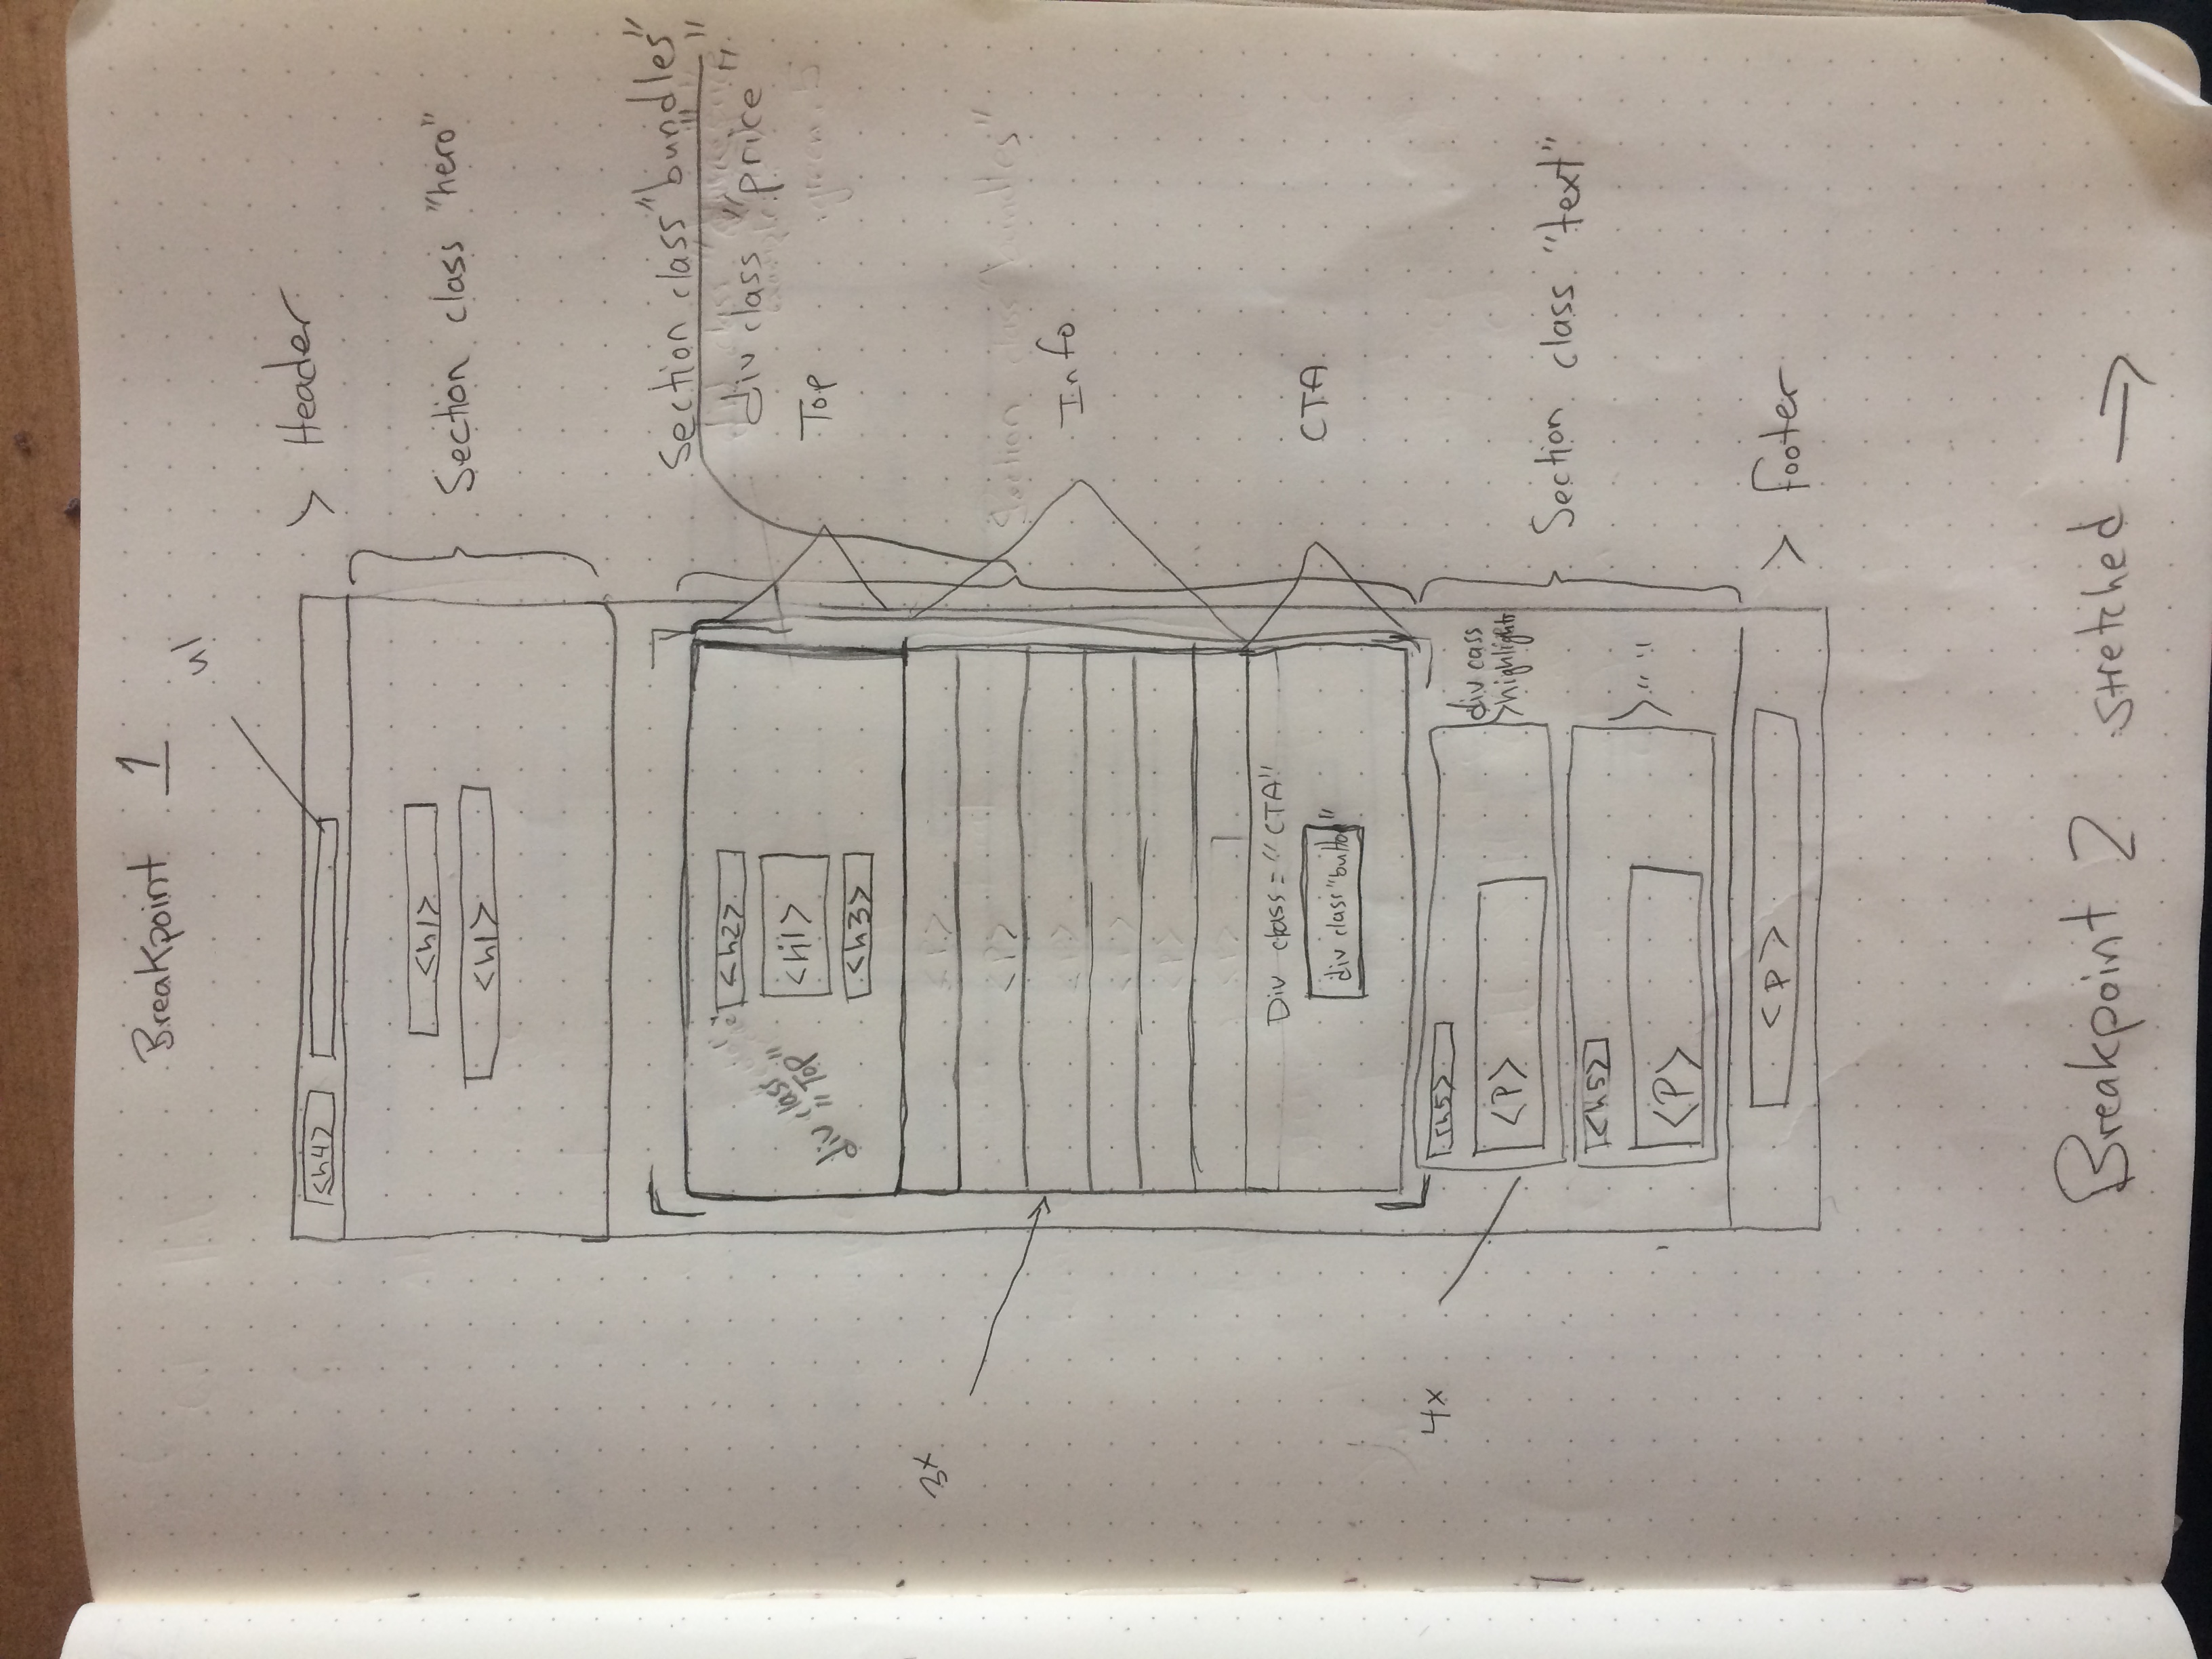 Breakpoint 1
ul
<h4>
> Header
<h1>
<h1>
Section class "hero"
Section class "bundles"
div class "price"
Top
<h2>
div class
"Top"
<h1>
<h3>
3x
<P>
<P>
Section class "bundles"
Info
Div class = "CTA"
div class "button"
CTA
4x
<h5>
<P>
div cass
>highlights
Section class "text"
<h5>
<P>
> " "
<P>
> footer
Breakpoint 2 stretched →